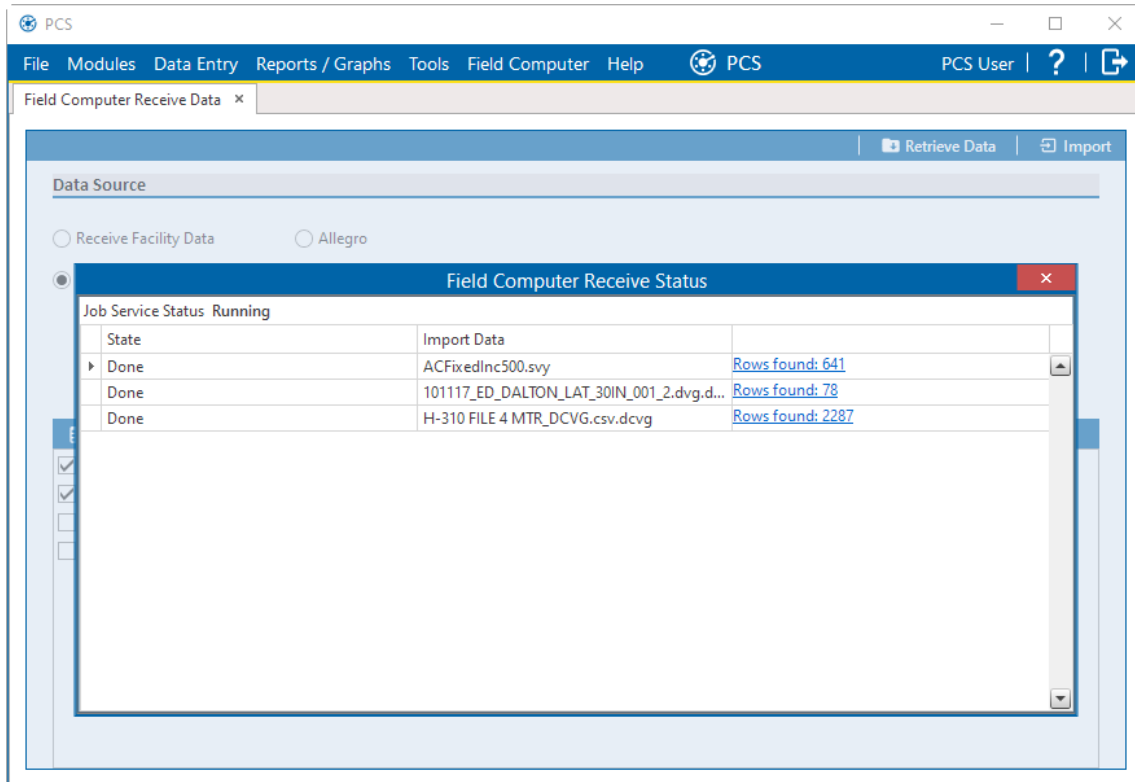 PCS
File Modules Data Entry Reports / Graphs Tools Field Computer Help PCS PCS User | ? |
Field Computer Receive Data ×
Retrieve Data | Import
Data Source
Receive Facility Data Allegro
Field Computer Receive Status
Job Service Status Running
State Import Data
Done ACFixedInc500.svy Rows found: 641
Done 101117_ED_DALTON_LAT_30IN_001_2.dvg.d... Rows found: 78
Done H-310 FILE 4 MTR_DCVG.csv.dcvg Rows found: 2287